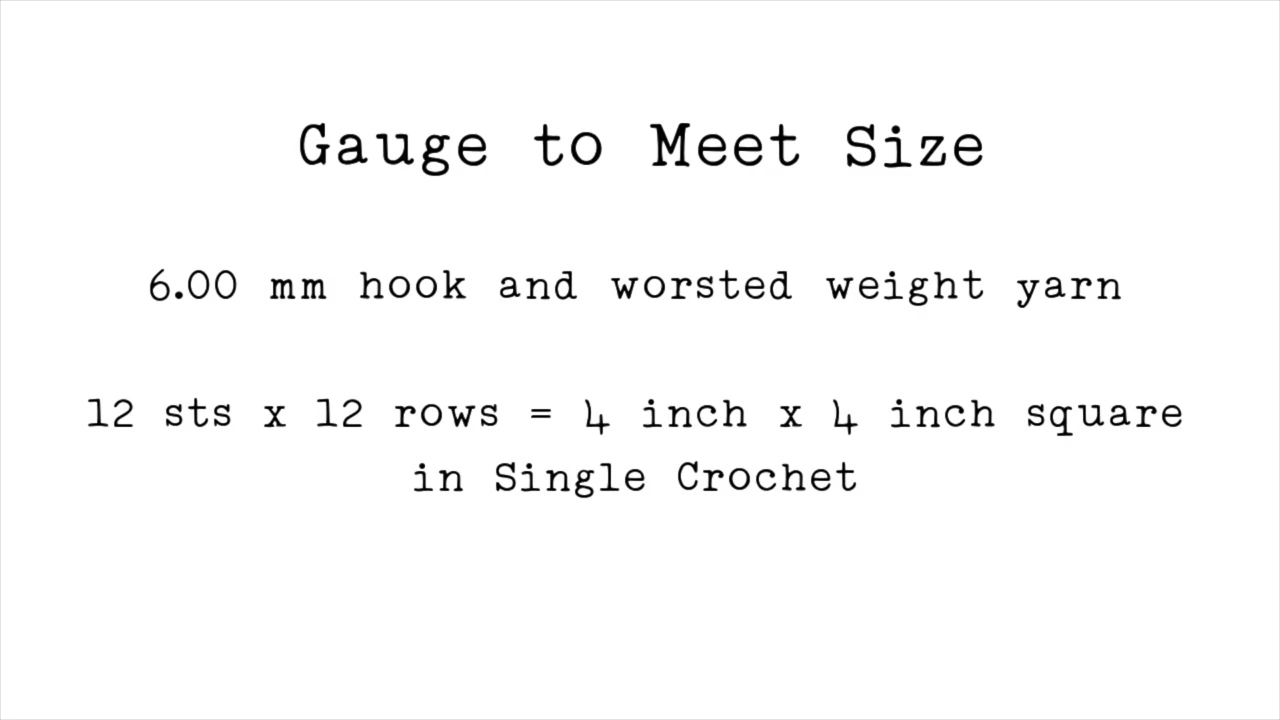 Gauge to Meet Size
6.00 mm hook and worsted weight yarn
12 sts x 12 rows = 4 inch x 4 inch square
in Single Crochet